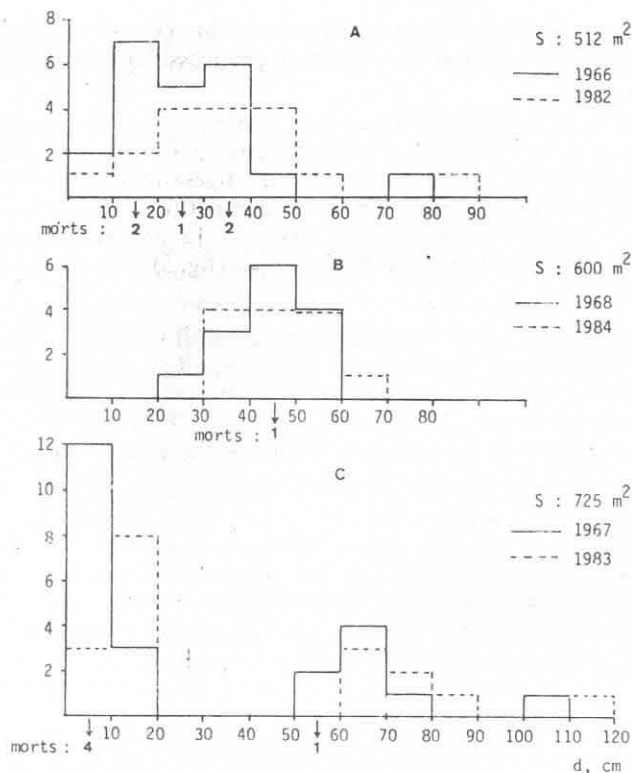 8
6
4
2
A
S : 512 m²
1966
1982
10 20 30 40 50 60 70 80 90
morts : 2 1 2
6
4
2
B
S : 600 m²
1968
1984
10 20 30 40 50 60 70 80
morts : 1
12
10
8
6
4
2
C
S : 725 m²
1967
1983
10 20 30 40 50 60 70 80 90 100 110 120
morts : 4 1
d, cm